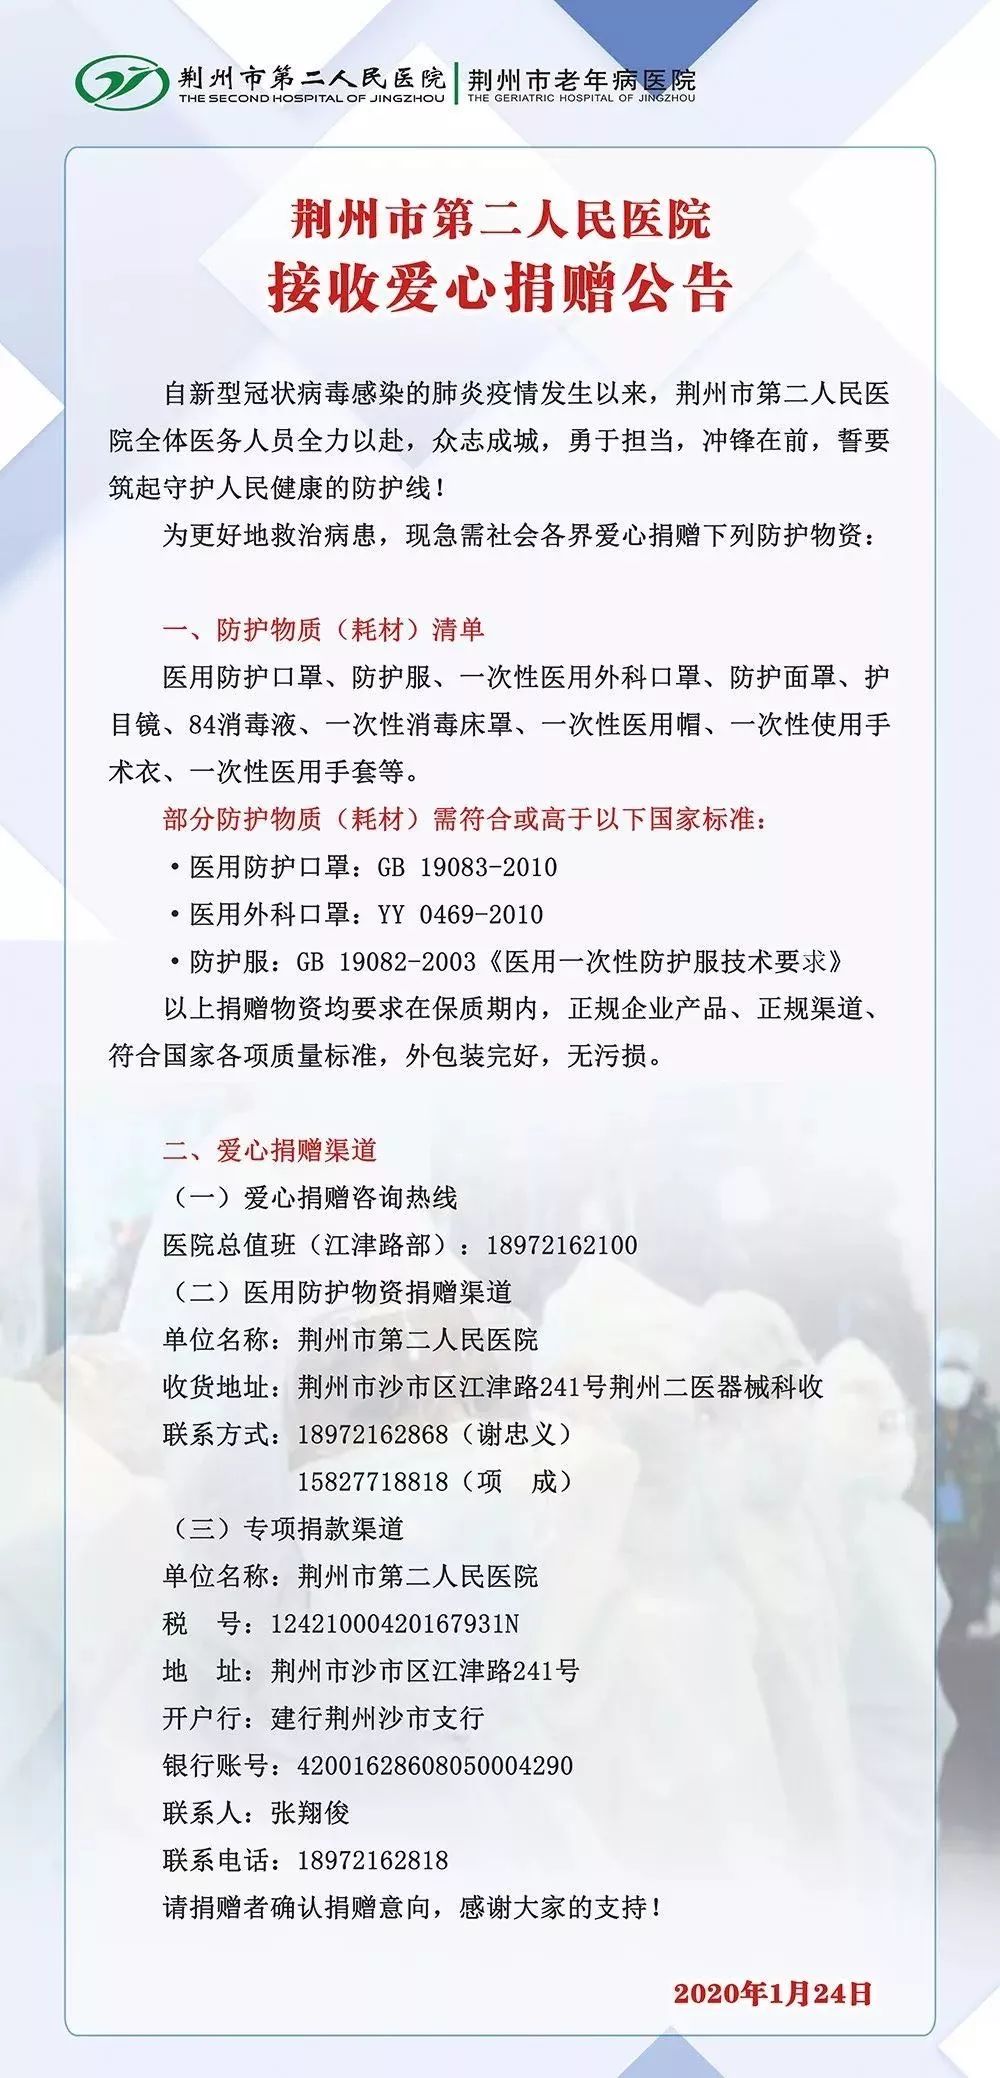 荆州市第二人民医院 荆州市老年病医院
THE SECOND HOSPITAL OF JINGZHOU THE GERIATRIC HOSPITAL OF JINGZHOU
荆州市第二人民医院
接收爱心捐赠公告
自新型冠状病毒感染的肺炎疫情发生以来，荆州市第二人民医
院全体医务人员全力以赴，众志成城，勇于担当，冲锋在前，誓要
筑起守护人民健康的防护线！
为更好地救治病患，现急需社会各界爱心捐赠下列防护物资：
一、防护物质（耗材）清单
医用防护口罩、防护服、一次性医用外科口罩、防护面罩、护
目镜、84消毒液、一次性消毒床罩、一次性医用帽、一次性使用手
术衣、一次性医用手套等。
部分防护物质（耗材）需符合或高于以下国家标准：
·医用防护口罩：GB 19083-2010
·医用外科口罩：YY 0469-2010
·防护服：GB 19082-2003《医用一次性防护服技术要求》
以上捐赠物资均要求在保质期内，正规企业产品、正规渠道、
符合国家各项质量标准，外包装完好，无污损。
二、爱心捐赠渠道
（一）爱心捐赠咨询热线
医院总值班（江津路部）：18972162100
（二）医用防护物资捐赠渠道
单位名称：荆州市第二人民医院
收货地址：荆州市沙市区江津路241号荆州二医器械科收
联系方式：18972162868（谢忠义）
15827718818（项　成）
（三）专项捐款渠道
单位名称：荆州市第二人民医院
税　号：12421000420167931N
地　址：荆州市沙市区江津路241号
开户行：建行荆州沙市支行
银行账号：42001628608050004290
联系人：张翔俊
联系电话：18972162818
请捐赠者确认捐赠意向，感谢大家的支持！
2020年1月24日